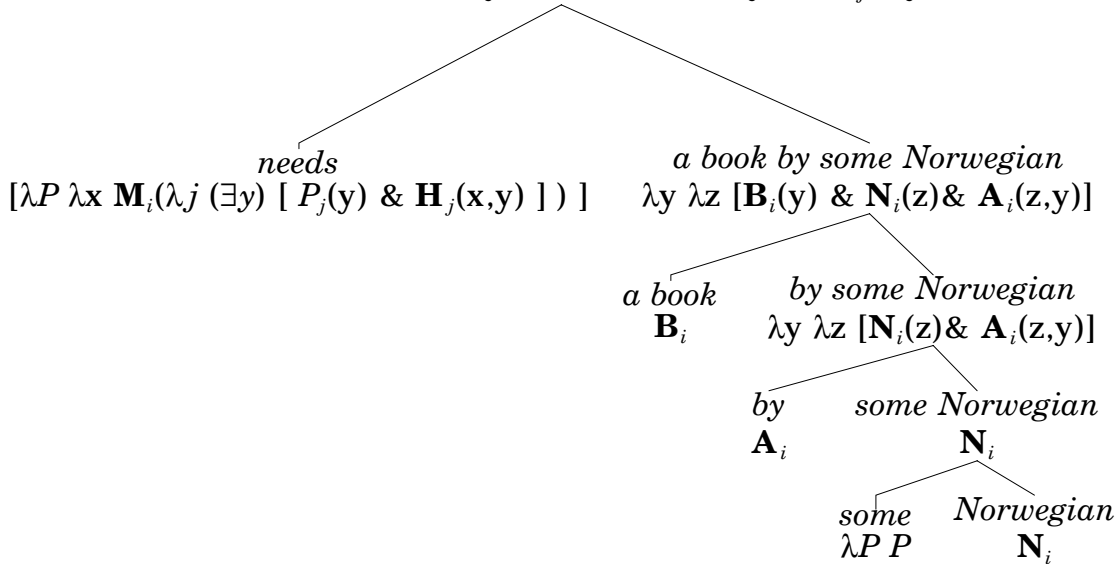 needs
a book by some Norwegian
[λP λx M_i(λj (∃y) [ P_j(y) & H_j(x,y) ] ) ]
λy λz [B_i(y) & N_i(z)& A_i(z,y)]
a book
by some Norwegian
B_i
λy λz [N_i(z)& A_i(z,y)]
by
some Norwegian
A_i
N_i
some
Norwegian
λP P
N_i